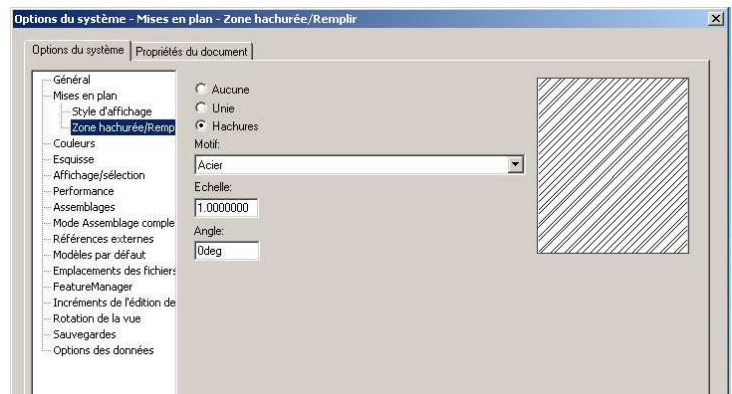 Options du système - Mises en plan - Zone hachurée/Remplir
Options du système
Propriétés du document
Général
Mises en plan
Style d'affichage
Zone hachurée/Remp
Couleurs
Esquisse
Affichage/sélection
Performance
Assemblages
Mode Assemblage comple
Références externes
Modèles par défaut
Emplacements des fichiers
FeatureManager
Incréments de l'édition de
Rotation de la vue
Sauvegardes
Options des données
Aucune
Unie
Hachures
Motif:
Acier
Echelle:
1.0000000
Angle:
0deg